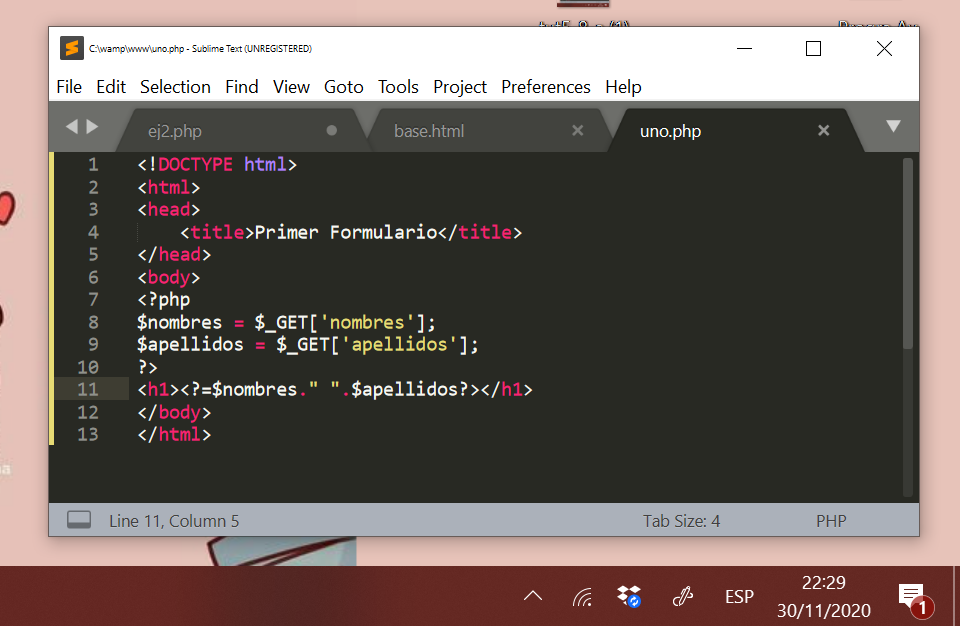 C:\wamp\www\uno.php - Sublime Text (UNREGISTERED)
File Edit Selection Find View Goto Tools Project Preferences Help
ej2.php base.html uno.php
1 <!DOCTYPE html>
2 <html>
3 <head>
4 <title>Primer Formulario</title>
5 </head>
6 <body>
7 <?php
8 $nombres = $_GET['nombres'];
9 $apellidos = $_GET['apellidos'];
10 ?>
11 <h1><?=$nombres." ".$apellidos?></h1>
12 </body>
13 </html>
Line 11, Column 5 Tab Size: 4 PHP
ESP
22:29
30/11/2020
1